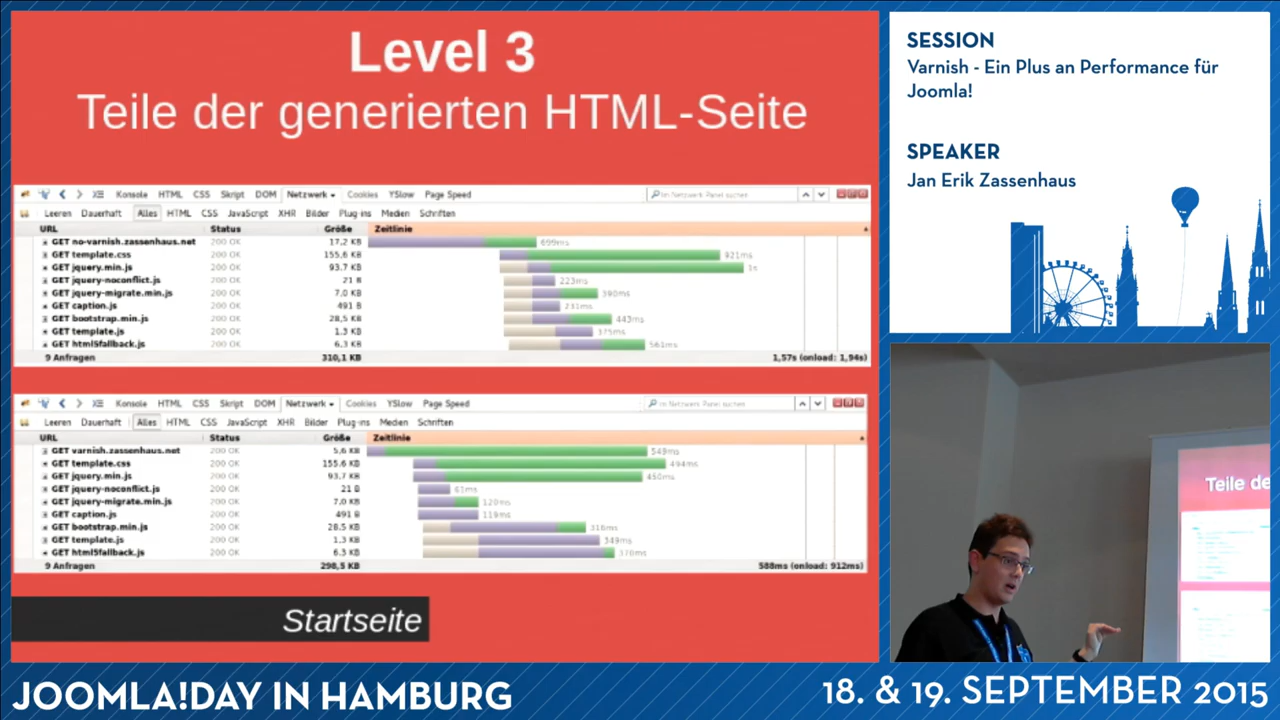 Level 3
Teile der generierten HTML-Seite
Konsole HTML CSS Skript DOM Netzwerk Cookies YSlow Page Speed
Im Netzwerk Panel suchen
Leeren Dauerhaft Alles HTML CSS JavaScript XHR Bilder Plug-ins Medien Schriften
URL Status Größe Zeitlinie
GET no-varnish.zassenhaus.net 200 OK 17,2 KB 699ms
GET template.css 200 OK 155,6 KB 921ms
GET jquery.min.js 200 OK 93,7 KB 1s
GET jquery-noconflict.js 200 OK 21 B 223ms
GET jquery-migrate.min.js 200 OK 7,0 KB 390ms
GET caption.js 200 OK 491 B 231ms
GET bootstrap.min.js 200 OK 28,5 KB 443ms
GET template.js 200 OK 1,3 KB 375ms
GET html5fallback.js 200 OK 6,3 KB 561ms
9 Anfragen 310,1 KB 1,57s (onload: 1,94s)
Konsole HTML CSS Skript DOM Netzwerk Cookies YSlow Page Speed
Im Netzwerk Panel suchen
Leeren Dauerhaft Alles HTML CSS JavaScript XHR Bilder Plug-ins Medien Schriften
URL Status Größe Zeitlinie
GET varnish.zassenhaus.net 200 OK 5,6 KB 549ms
GET template.css 200 OK 155,6 KB 494ms
GET jquery.min.js 200 OK 93,7 KB 450ms
GET jquery-noconflict.js 200 OK 21 B 61ms
GET jquery-migrate.min.js 200 OK 7,0 KB 120ms
GET caption.js 200 OK 491 B 119ms
GET bootstrap.min.js 200 OK 28,5 KB 316ms
GET template.js 200 OK 1,3 KB 349ms
GET html5fallback.js 200 OK 6,3 KB 370ms
9 Anfragen 298,5 KB 588ms (onload: 912ms)
Startseite
SESSION
Varnish - Ein Plus an Performance für
Joomla!
SPEAKER
Jan Erik Zassenhaus
Teile de
JOOMLA!DAY IN HAMBURG
18. & 19. SEPTEMBER 2015